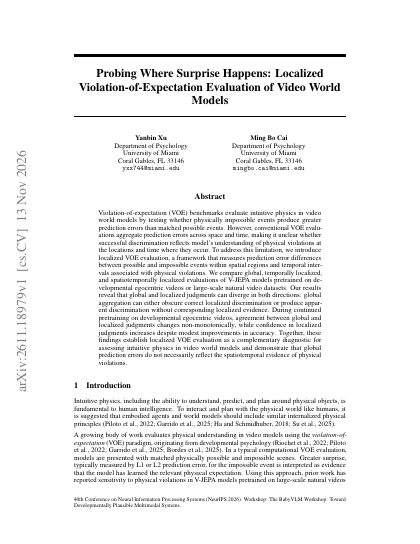 Probing Where Surprise Happens: Localized
Violation-of-Expectation Evaluation of Video World
Models
Yanbin Xu
Department of Psychology
University of Miami
Coral Gables, FL 33146
yxx744@miami.edu
Ming Bo Cai
Department of Psychology
University of Miami
Coral Gables, FL 33146
mingbo.cai@miami.edu
Abstract
Violation-of-expectation (VOE) benchmarks evaluate intuitive physics in video
world models by testing whether physically impossible events produce greater
prediction errors than matched possible events. However, conventional VOE evalu-
ations aggregate prediction errors across space and time, making it unclear whether
successful discrimination reflects model's understanding of physical violations at
the locations and time where they occur. To address this limitation, we introduce
localized VOE evaluation, a framework that measures prediction error differences
between possible and impossible events within spatial regions and temporal inter-
vals associated with physical violations. We compare global, temporally localized,
and spatiotemporally localized evaluations of V-JEPA models pretrained on devel-
opmental egocentric videos or large-scale natural video datasets. Our results
reveal that global and localized judgments can diverge in both directions: global
aggregation can either obscure correct localized discrimination or produce appar-
ent discrimination without corresponding localized evidence. During continued
pretraining on developmental egocentric videos, agreement between global and
localized judgments changes non-monotonically, while confidence in localized
judgments increases despite modest improvements in accuracy. Together, these
findings establish localized VOE evaluation as a complementary diagnostic for
assessing intuitive physics in video world models and demonstrate that global
prediction errors do not necessarily reflect the spatiotemporal evidence of physical
violations.
1 Introduction
Intuitive physics, including the ability to understand, predict, and plan around physical objects, is
fundamental to human intelligence. To interact and plan with the physical world like humans, it
is suggested that embodied agents and world models should include similar internalized physical
principles (Piloto et al., 2022; Garrido et al., 2025; Ha and Schmidhuber, 2018; Su et al., 2025).
A growing body of work evaluates physical understanding in video models using the violation-of-
expectation (VOE) paradigm, originating from developmental psychology (Riochet et al., 2022; Piloto
et al., 2022; Garrido et al., 2025; Bordes et al., 2025). In a typical computational VOE evaluation,
models are presented with matched physically possible and impossible scenes. Greater surprise,
typically measured by L1 or L2 prediction error, for the impossible event is interpreted as evidence
that the model has learned the relevant physical expectation. Using this approach, prior work has
reported sensitivity to physical violations in V-JEPA models pretrained on large-scale natural videos
40th Conference on Neural Information Processing Systems (NeurIPS 2026). Workshop: The BabyVLM Workshop: Toward
Developmentally Plausible Multimodal Systems.
arXiv:2611.18979v1 [cs.CV] 13 Nov 2026